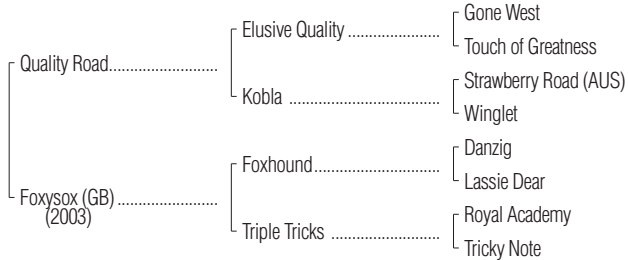 Gone West
Elusive Quality
Touch of Greatness
Quality Road
Strawberry Road (AUS)
Kobla
Winglet
Danzig
Foxhound
Lassie Dear
Foxysox (GB)
(2003)
Royal Academy
Triple Tricks
Tricky Note